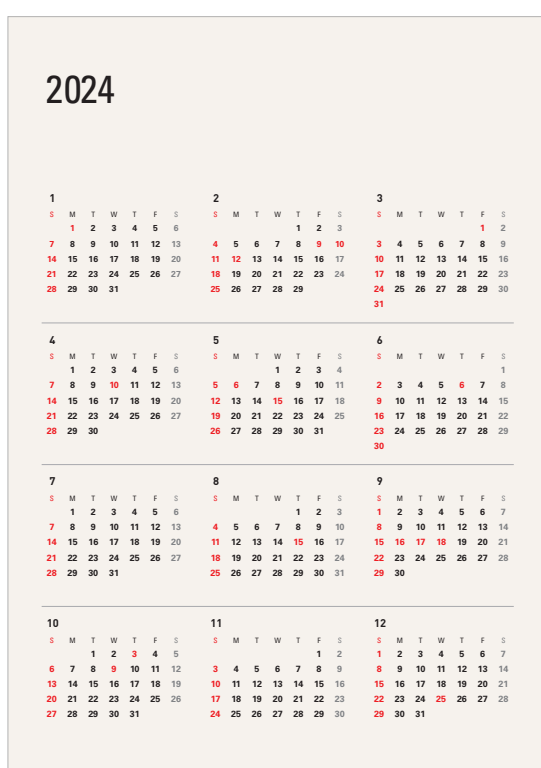 2024
1
S M T W T F S
1 2 3 4 5 6
7 8 9 10 11 12 13
14 15 16 17 18 19 20
21 22 23 24 25 26 27
28 29 30 31
2
S M T W T F S
1 2 3
4 5 6 7 8 9 10
11 12 13 14 15 16 17
18 19 20 21 22 23 24
25 26 27 28 29
3
S M T W T F S
1 2
3 4 5 6 7 8 9
10 11 12 13 14 15 16
17 18 19 20 21 22 23
24 25 26 27 28 29 30
31
4
S M T W T F S
1 2 3 4 5 6
7 8 9 10 11 12 13
14 15 16 17 18 19 20
21 22 23 24 25 26 27
28 29 30
5
S M T W T F S
1 2 3 4
5 6 7 8 9 10 11
12 13 14 15 16 17 18
19 20 21 22 23 24 25
26 27 28 29 30 31
6
S M T W T F S
1
2 3 4 5 6 7 8
9 10 11 12 13 14 15
16 17 18 19 20 21 22
23 24 25 26 27 28 29
30
7
S M T W T F S
1 2 3 4 5 6
7 8 9 10 11 12 13
14 15 16 17 18 19 20
21 22 23 24 25 26 27
28 29 30 31
8
S M T W T F S
1 2 3
4 5 6 7 8 9 10
11 12 13 14 15 16 17
18 19 20 21 22 23 24
25 26 27 28 29 30 31
9
S M T W T F S
1 2 3 4 5 6 7
8 9 10 11 12 13 14
15 16 17 18 19 20 21
22 23 24 25 26 27 28
29 30
10
S M T W T F S
1 2 3 4 5
6 7 8 9 10 11 12
13 14 15 16 17 18 19
20 21 22 23 24 25 26
27 28 29 30 31
11
S M T W T F S
1 2
3 4 5 6 7 8 9
10 11 12 13 14 15 16
17 18 19 20 21 22 23
24 25 26 27 28 29 30
12
S M T W T F S
1 2 3 4 5 6 7
8 9 10 11 12 13 14
15 16 17 18 19 20 21
22 23 24 25 26 27 28
29 30 31